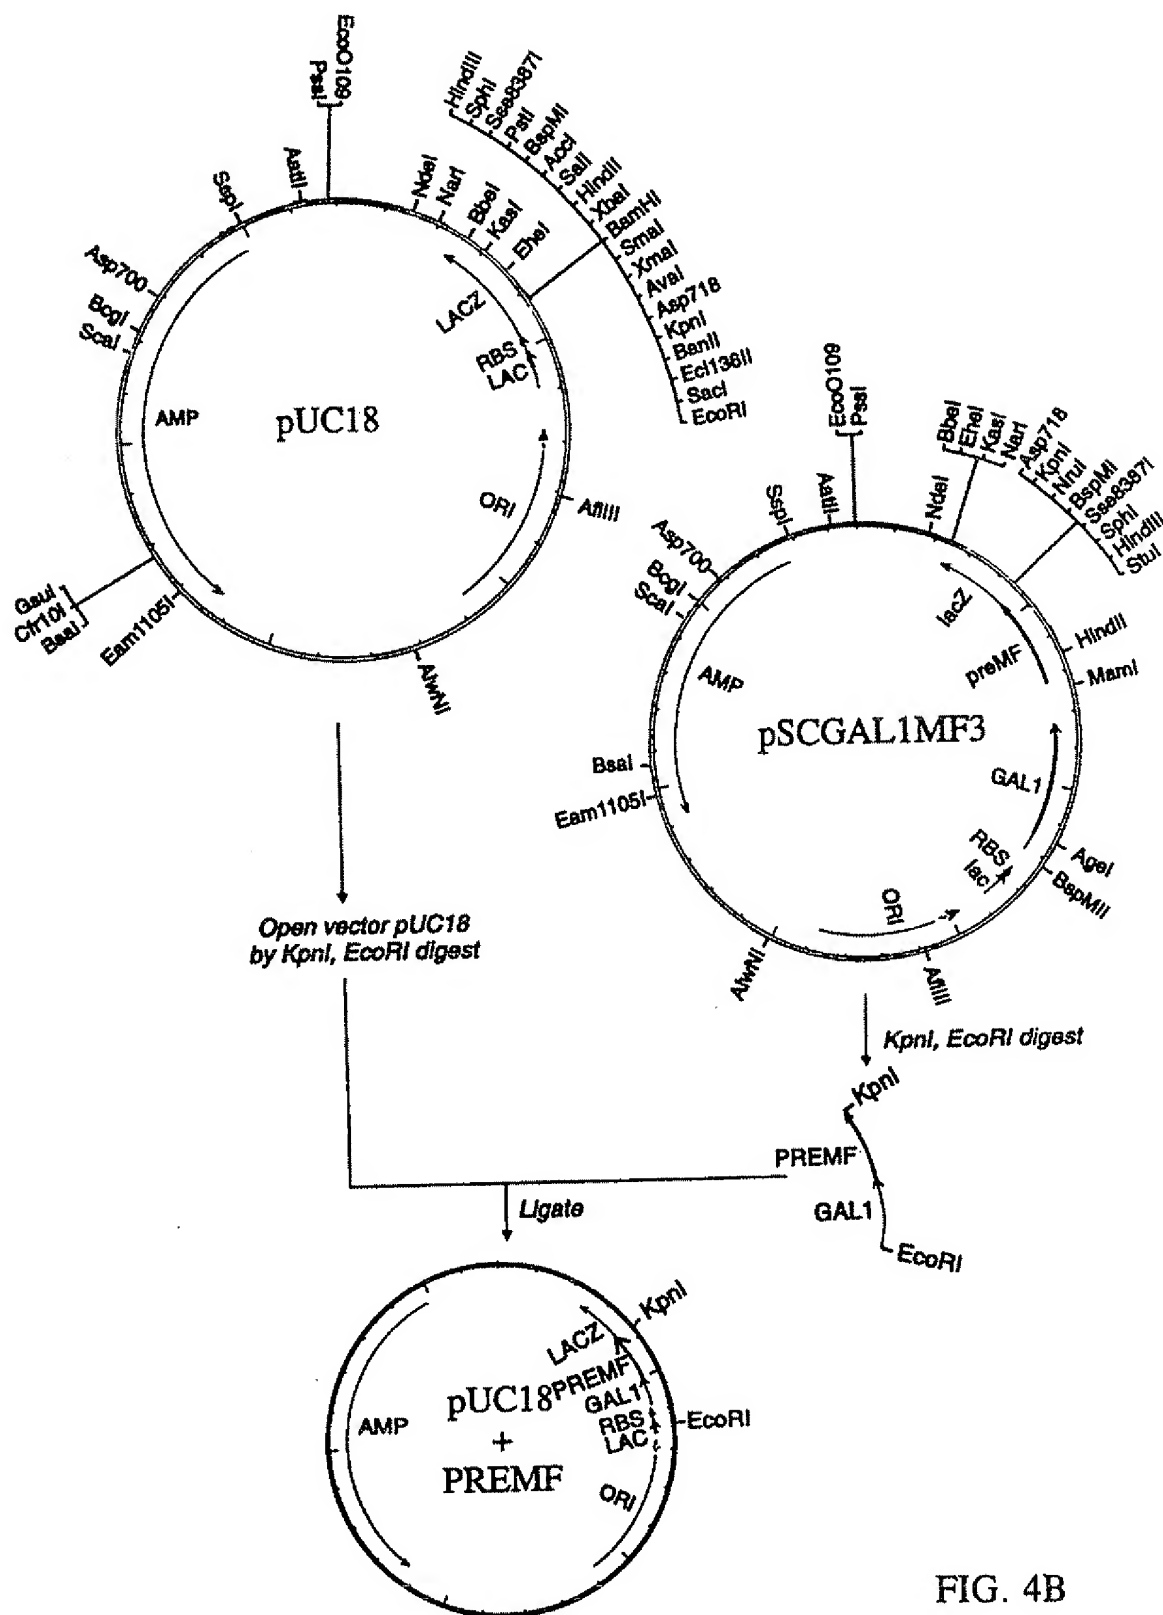 EcoO109
PssI
HindIII
SphI
Sse8387I
PstI
BspMI
AccI
SalI
HindII
XbaI
BamHI
SmaI
XmaI
AvaI
Asp718
KpnI
BanII
Ecl136II
SacI
EcoRI
SspI
AatII
NdeI
NarI
BbeI
KasI
EheI
Asp700
BcgI
ScaI
LACZ
RBS
LAC
AMP
pUC18
ORI
AflIII
GsuI
Cfr10I
BsaI
Eam1105I
AlwNI
EcoO109
PssI
BbeI
EheI
KasI
NarI
Asp718
KpnI
NruI
BspMI
Sse8387I
SphI
HindIII
StuI
SspI
AatII
NdeI
Asp700
BcgI
ScaI
lacZ
HindII
preMF
MamI
AMP
pSCGAL1MF3
BsaI
Eam1105I
GAL1
RBS
lac
AgeI
BspMII
ORI
AlwNI
AflIII
Open vector pUC18
by KpnI, EcoRI digest
KpnI, EcoRI digest
KpnI
PREMF
GAL1
EcoRI
Ligate
KpnI
LACZ
PREMF
GAL1
RBS
LAC
EcoRI
AMP
pUC18
+
PREMF
ORI
FIG. 4B